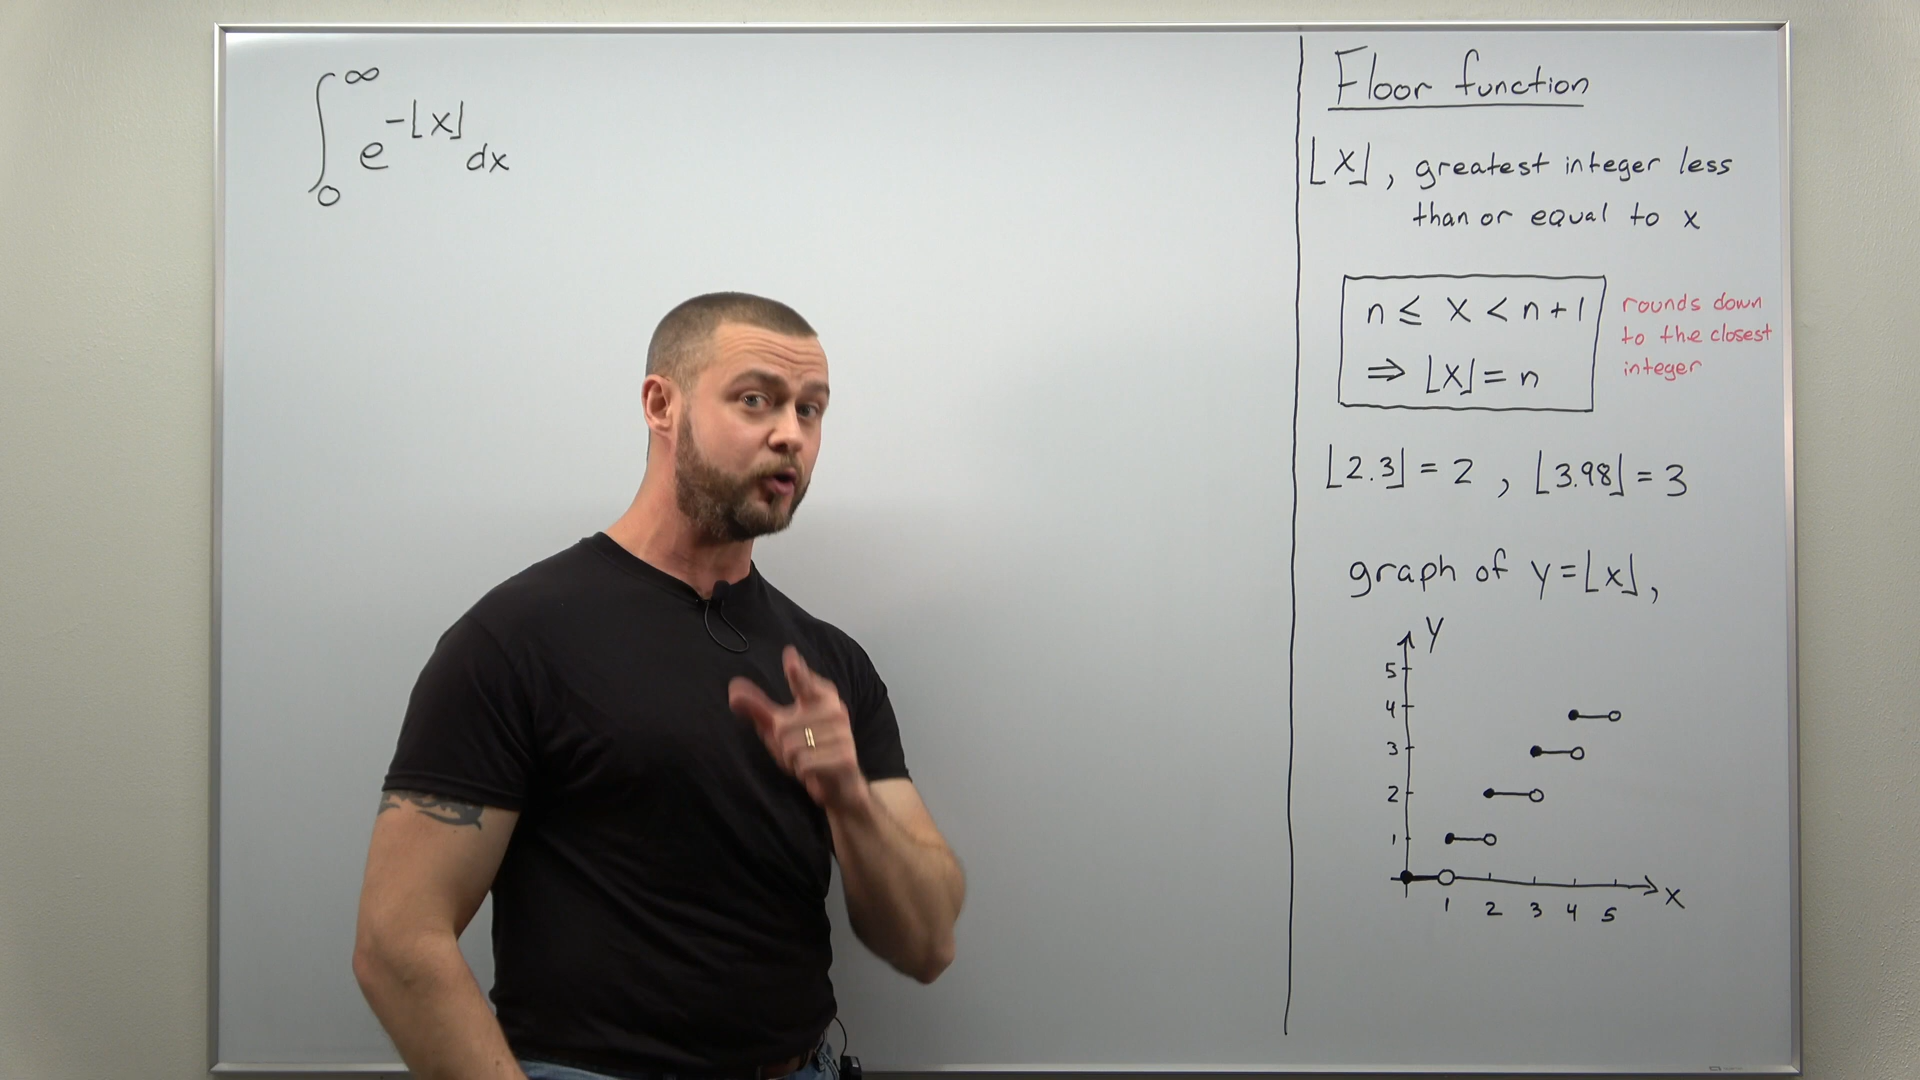 ∫₀^∞ e^(-⌊x⌋) dx
Floor function
⌊x⌋, greatest integer less
than or equal to x
n ≤ x < n+1
⇒ ⌊x⌋ = n
rounds down
to the closest
integer
⌊2.3⌋ = 2 , ⌊3.98⌋ = 3
graph of y=⌊x⌋,
y
5
4
3
2
1
x
1 2 3 4 5